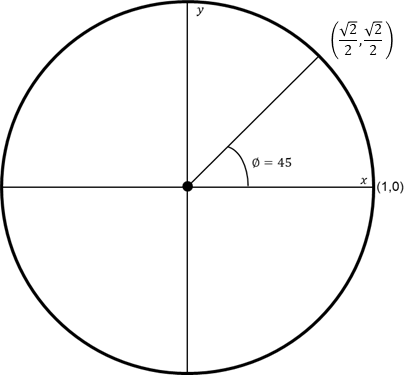 y
(√2/2, √2/2)
∅ = 45
x
(1,0)